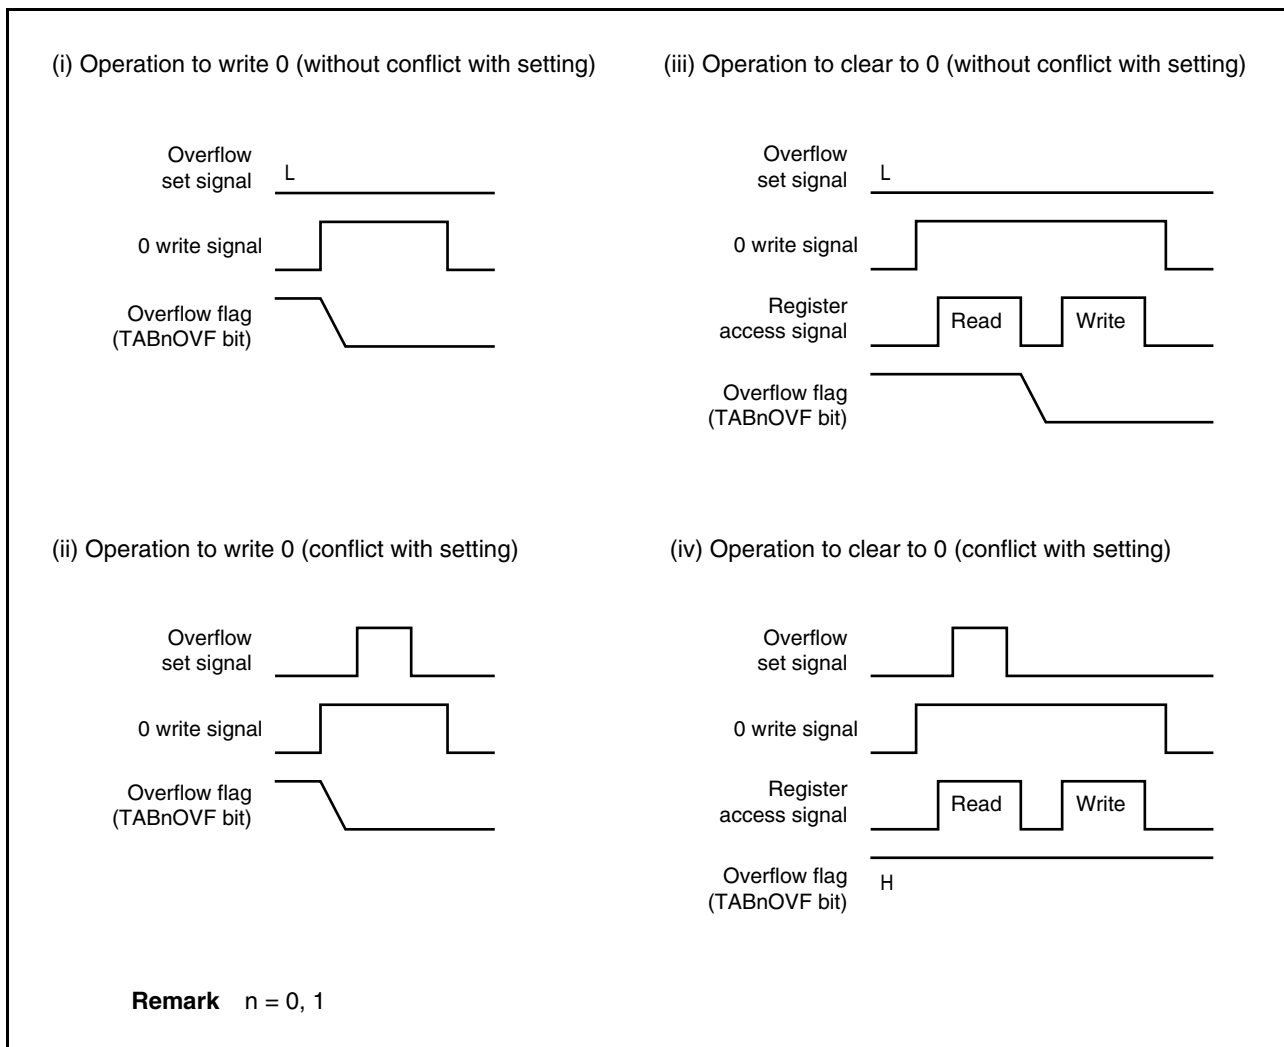 (i) Operation to write 0 (without conflict with setting)
Overflow
set signal
L
0 write signal
Overflow flag
(TABnOVF bit)
(iii) Operation to clear to 0 (without conflict with setting)
Overflow
set signal
L
0 write signal
Register
access signal
Read
Write
Overflow flag
(TABnOVF bit)
(ii) Operation to write 0 (conflict with setting)
Overflow
set signal
0 write signal
Overflow flag
(TABnOVF bit)
(iv) Operation to clear to 0 (conflict with setting)
Overflow
set signal
0 write signal
Register
access signal
Read
Write
Overflow flag
(TABnOVF bit)
H
Remark n = 0, 1